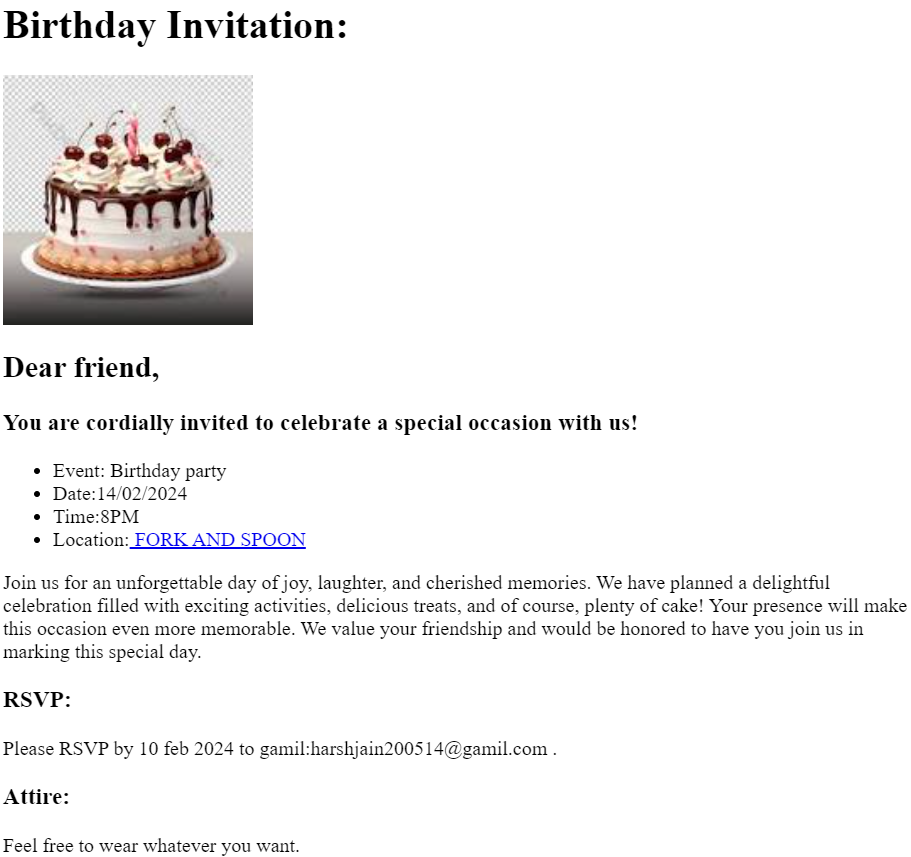 Birthday Invitation:
Dear friend,
You are cordially invited to celebrate a special occasion with us!
• Event: Birthday party
• Date:14/02/2024
• Time:8PM
• Location: FORK AND SPOON
Join us for an unforgettable day of joy, laughter, and cherished memories. We have planned a delightful
celebration filled with exciting activities, delicious treats, and of course, plenty of cake! Your presence will make
this occasion even more memorable. We value your friendship and would be honored to have you join us in
marking this special day.
RSVP:
Please RSVP by 10 feb 2024 to gamil:harshjain200514@gamil.com .
Attire:
Feel free to wear whatever you want.